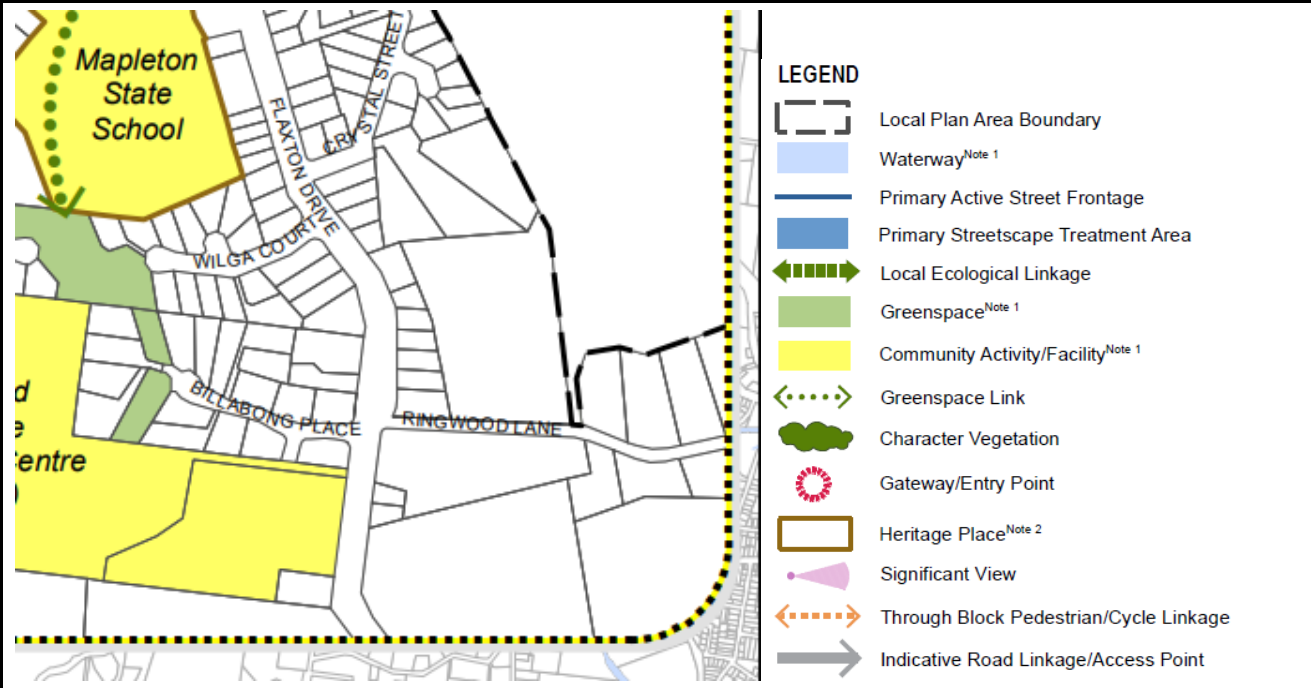 Mapleton
State
School
FLAXTON DRIVE
CRYSTAL STREET
WILGA COURT
BILLABONG PLACE
RINGWOOD LANE
d
e
Centre
)
LEGEND
Local Plan Area Boundary
Waterway Note 1
Primary Active Street Frontage
Primary Streetscape Treatment Area
Local Ecological Linkage
Greenspace Note 1
Community Activity/Facility Note 1
Greenspace Link
Character Vegetation
Gateway/Entry Point
Heritage Place Note 2
Significant View
Through Block Pedestrian/Cycle Linkage
Indicative Road Linkage/Access Point